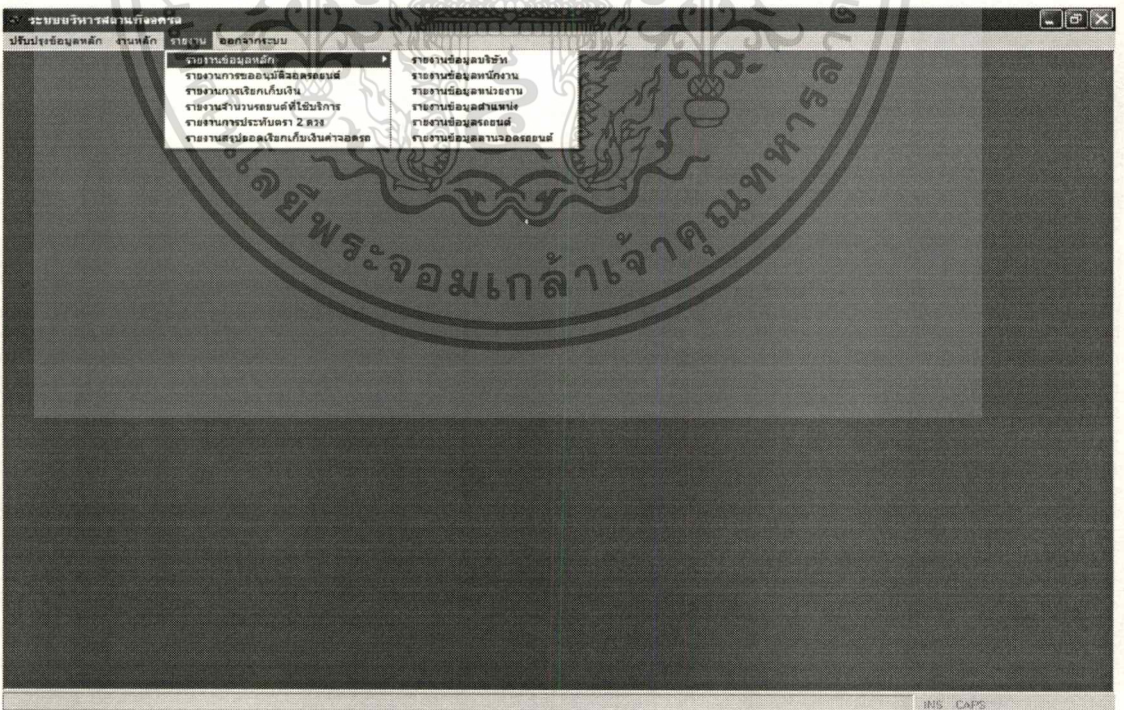 ระบบบริหารสถานที่จอดรถ
ปรับปรุงข้อมูลหลัก งานหลัก รายงาน ออกจากระบบ
รายงานข้อมูลหลัก
รายงานการขออนุมัติจอดรถยนต์
รายงานการเรียกเก็บเงิน
รายงานจำนวนรถยนต์ที่ใช้บริการ
รายงานการประทับตรา 2 ดวง
รายงานสรุปยอดเรียกเก็บเงินค่าจอดรถ
รายงานข้อมูลบริษัท
รายงานข้อมูลพนักงาน
รายงานข้อมูลหน่วยงาน
รายงานข้อมูลตำแหน่ง
รายงานข้อมูลรถยนต์
รายงานข้อมูลลานจอดรถยนต์
โลยีพระจอมเกล้าเจ้าคุณทหารลา
INS CAPS